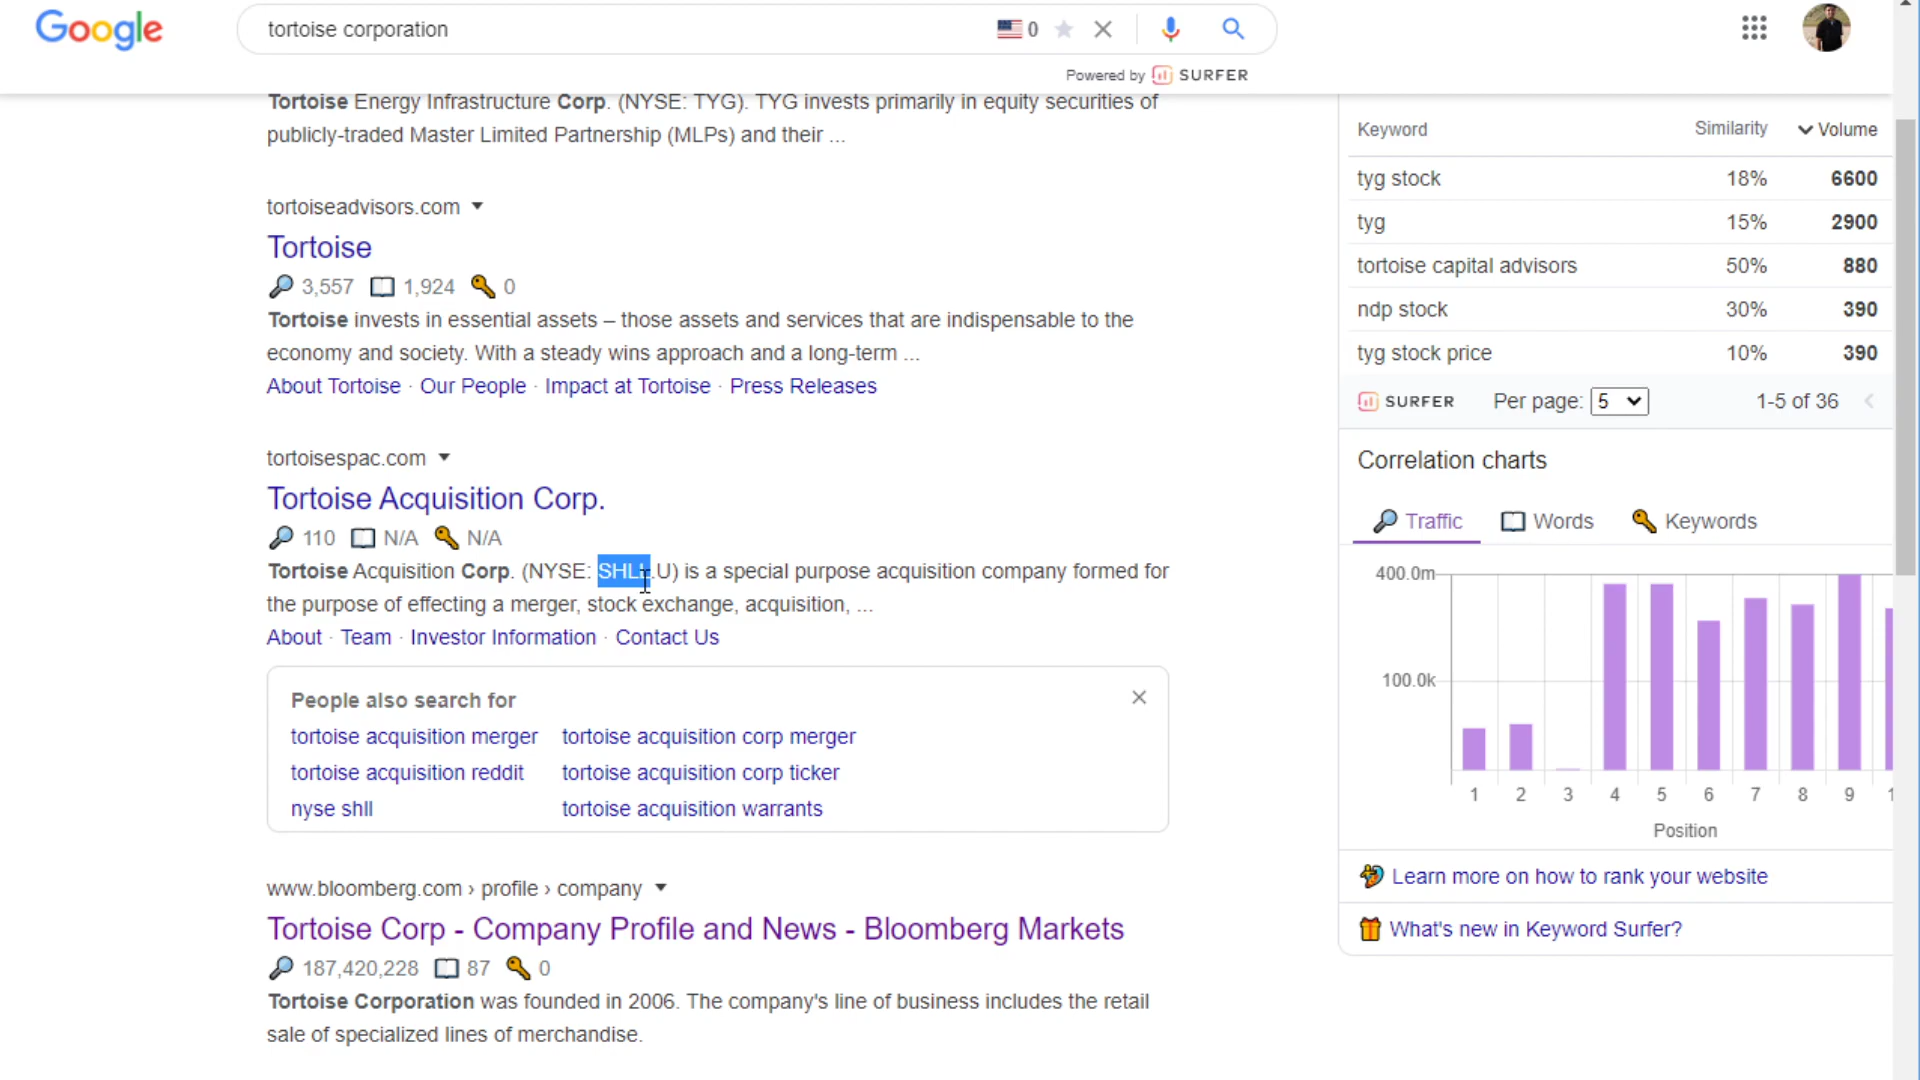 Google
tortoise corporation
0
Powered by SURFER
Tortoise Energy Infrastructure Corp. (NYSE: TYG). TYG invests primarily in equity securities of
publicly-traded Master Limited Partnership (MLPs) and their ...
tortoiseadvisors.com
Tortoise
3,557 1,924 0
Tortoise invests in essential assets – those assets and services that are indispensable to the
economy and society. With a steady wins approach and a long-term ...
About Tortoise · Our People · Impact at Tortoise · Press Releases
tortoisespac.com
Tortoise Acquisition Corp.
110 N/A N/A
Tortoise Acquisition Corp. (NYSE: SHLL.U) is a special purpose acquisition company formed for
the purpose of effecting a merger, stock exchange, acquisition, ...
About · Team · Investor Information · Contact Us
People also search for
tortoise acquisition merger tortoise acquisition corp merger
tortoise acquisition reddit tortoise acquisition corp ticker
nyse shll tortoise acquisition warrants
www.bloomberg.com › profile › company
Tortoise Corp - Company Profile and News - Bloomberg Markets
187,420,228 87 0
Tortoise Corporation was founded in 2006. The company's line of business includes the retail
sale of specialized lines of merchandise.
Keyword Similarity Volume
tyg stock 18% 6600
tyg 15% 2900
tortoise capital advisors 50% 880
ndp stock 30% 390
tyg stock price 10% 390
SURFER Per page: 5 1-5 of 36
Correlation charts
Traffic Words Keywords
400.0m
100.0k
1 2 3 4 5 6 7 8 9 1
Position
Learn more on how to rank your website
What's new in Keyword Surfer?